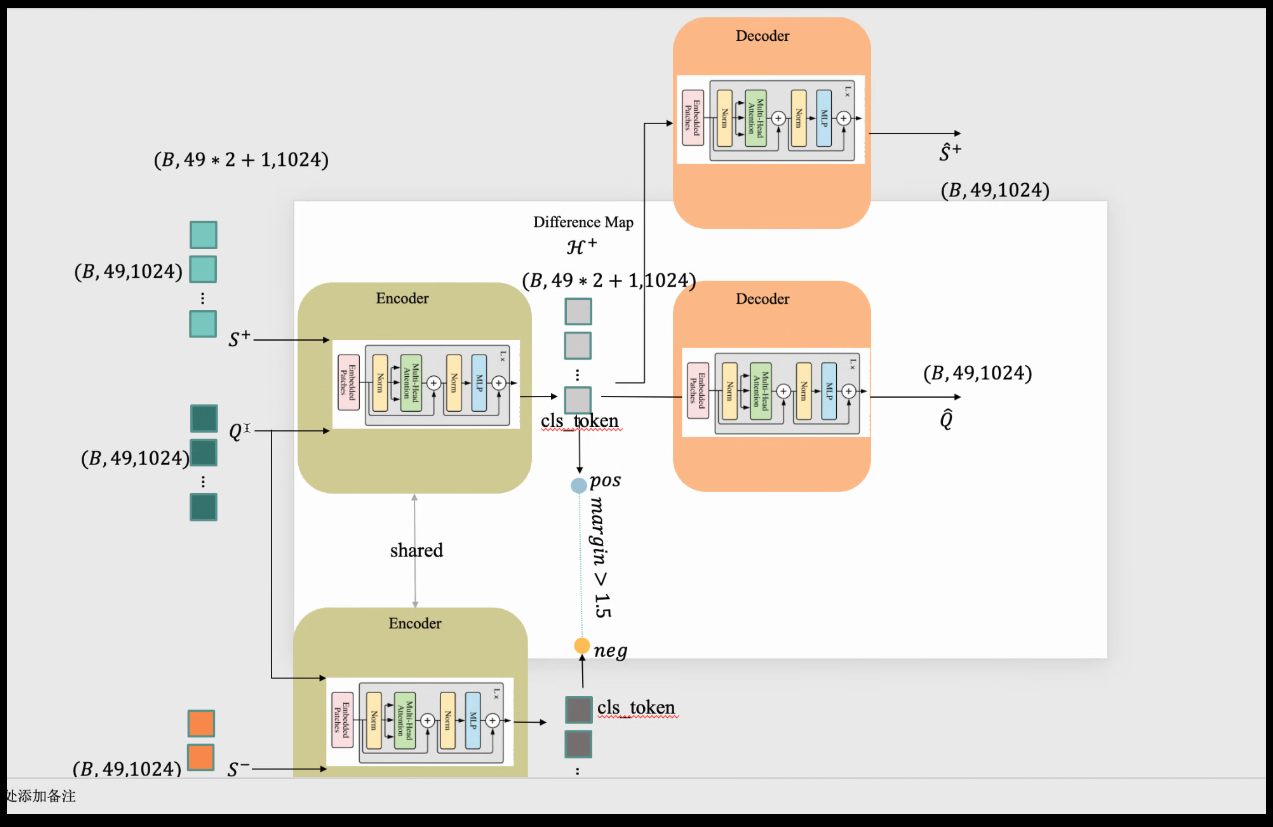 Decoder
Embedded
Patches
Norm
Multi-Head
Attention
+
Norm
MLP
+
L ×
Ŝ⁺
(B, 49,1024)
(B, 49 ∗ 2 + 1,1024)
Difference Map
ℋ⁺
(B, 49 ∗ 2 + 1,1024)
(B, 49,1024)
⋮
S⁺
Encoder
Embedded
Patches
Norm
Multi-Head
Attention
+
Norm
MLP
+
L ×
⋮
cls_token
Decoder
Embedded
Patches
Norm
Multi-Head
Attention
+
Norm
MLP
+
L ×
(B, 49,1024)
Q̂
Q
(B, 49,1024)
⋮
pos
margin > 1.5
neg
shared
Encoder
Embedded
Patches
Norm
Multi-Head
Attention
+
Norm
MLP
+
L ×
cls_token
⋮
(B, 49,1024)
S⁻
处添加备注